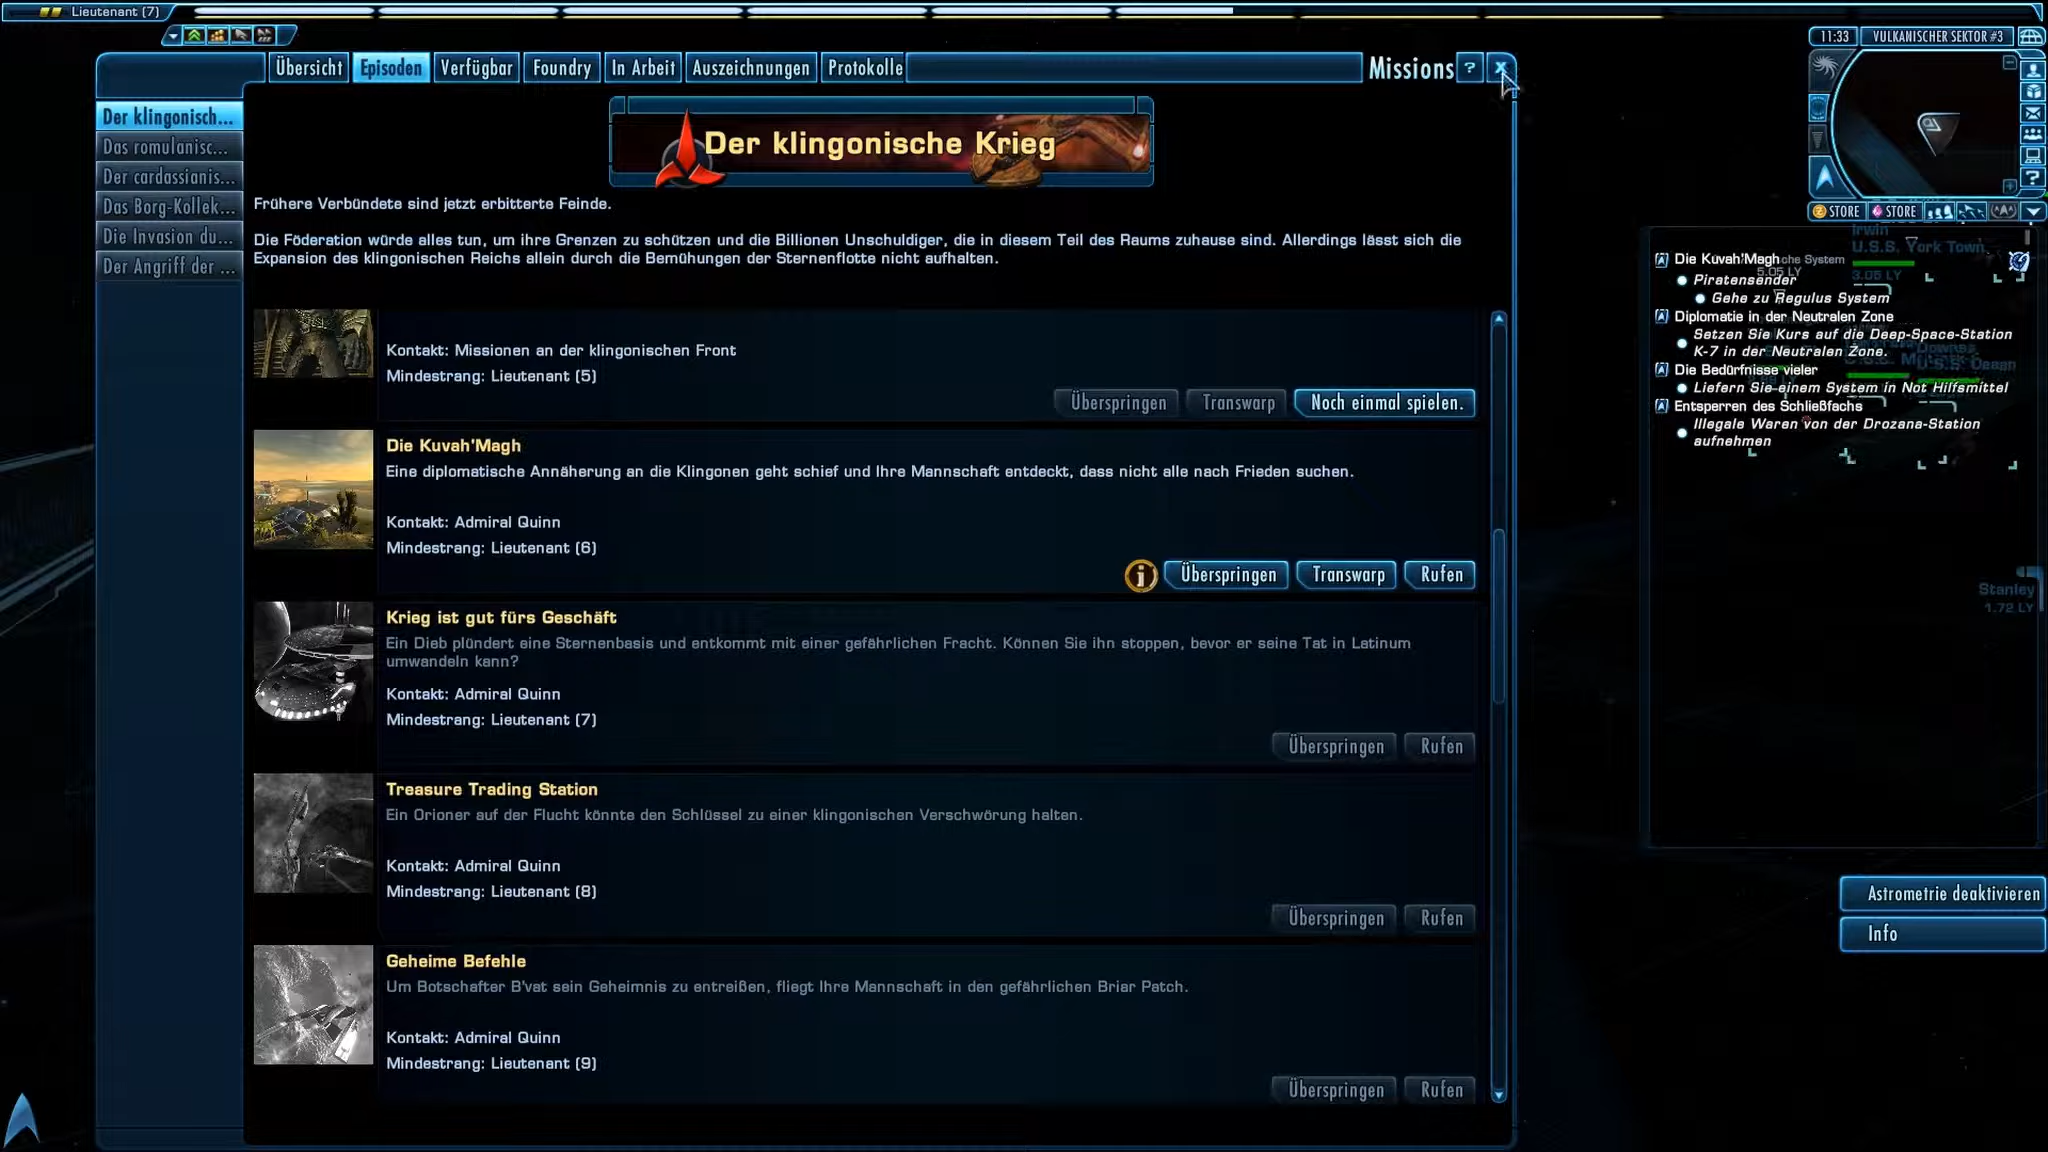 Lieutenant (7)
11:33
VULKANISCHER SEKTOR #3
Übersicht
Episoden
Verfügbar
Foundry
In Arbeit
Auszeichnungen
Protokolle
Missions
?
X
Der klingonisch...
Das romulanisc...
Der cardassianis...
Das Borg-Kollek...
Die Invasion du...
Der Angriff der ...
Der klingonische Krieg
Frühere Verbündete sind jetzt erbitterte Feinde.
Die Föderation würde alles tun, um ihre Grenzen zu schützen und die Billionen Unschuldiger, die in diesem Teil des Raums zuhause sind. Allerdings lässt sich die
Expansion des klingonischen Reichs allein durch die Bemühungen der Sternenflotte nicht aufhalten.
Kontakt: Missionen an der klingonischen Front
Mindestrang: Lieutenant (5)
Überspringen
Transwarp
Noch einmal spielen.
Die Kuvah'Magh
Eine diplomatische Annäherung an die Klingonen geht schief und Ihre Mannschaft entdeckt, dass nicht alle nach Frieden suchen.
Kontakt: Admiral Quinn
Mindestrang: Lieutenant (6)
Überspringen
Transwarp
Rufen
Krieg ist gut fürs Geschäft
Ein Dieb plündert eine Sternenbasis und entkommt mit einer gefährlichen Fracht. Können Sie ihn stoppen, bevor er seine Tat in Latinum
umwandeln kann?
Kontakt: Admiral Quinn
Mindestrang: Lieutenant (7)
Überspringen
Rufen
Treasure Trading Station
Ein Orioner auf der Flucht könnte den Schlüssel zu einer klingonischen Verschwörung halten.
Kontakt: Admiral Quinn
Mindestrang: Lieutenant (8)
Überspringen
Rufen
Geheime Befehle
Um Botschafter B'vat sein Geheimnis zu entreißen, fliegt Ihre Mannschaft in den gefährlichen Briar Patch.
Kontakt: Admiral Quinn
Mindestrang: Lieutenant (9)
Überspringen
Rufen
STORE
STORE
Irwin
U.S.S. York Town
3.05 LY
Die Kuvah'Magh
System
5.05 LY
Piratensender
Gehe zu Regulus System
Diplomatie in der Neutralen Zone
Setzen Sie Kurs auf die Deep-Space-Station
K-7 in der Neutralen Zone.
Die Bedürfnisse vieler
Liefern Sie einem System in Not Hilfsmittel
Entsperren des Schließfachs
Illegale Waren von der Drozana-Station
aufnehmen
Stanley
1.72 LY
Astrometrie deaktivieren
Info